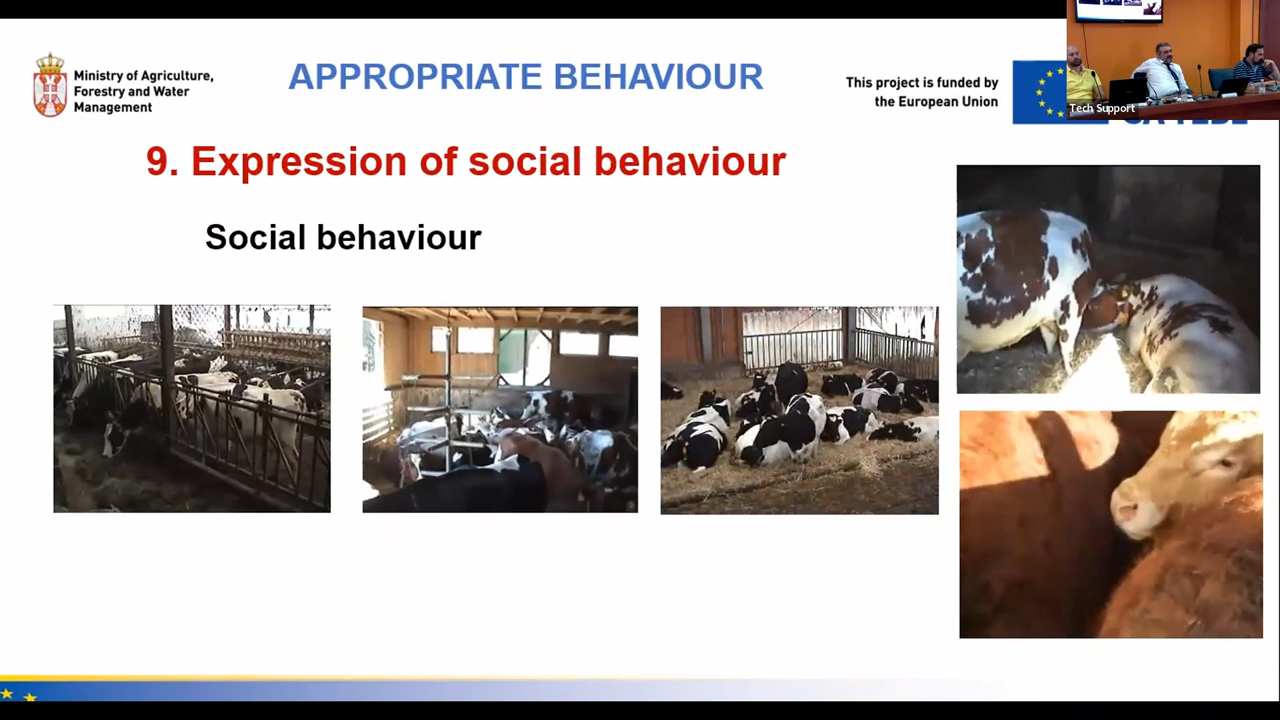 Ministry of Agriculture,
Forestry and Water
Management
APPROPRIATE BEHAVIOUR
This project is funded by
the European Union
Tech Support
9. Expression of social behaviour
Social behaviour